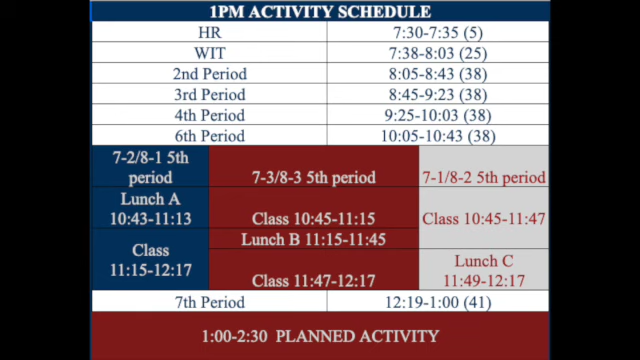 1PM ACTIVITY SCHEDULE
HR 7:30-7:35 (5)
WIT 7:38-8:03 (25)
2nd Period 8:05-8:43 (38)
3rd Period 8:45-9:23 (38)
4th Period 9:25-10:03 (38)
6th Period 10:05-10:43 (38)
7-2/8-1 5th
period
7-3/8-3 5th period
7-1/8-2 5th period
Lunch A
10:43-11:13
Class 10:45-11:15
Class 10:45-11:47
Lunch B 11:15-11:45
Class
11:15-12:17
Class 11:47-12:17
Lunch C
11:49-12:17
7th Period 12:19-1:00 (41)
1:00-2:30 PLANNED ACTIVITY